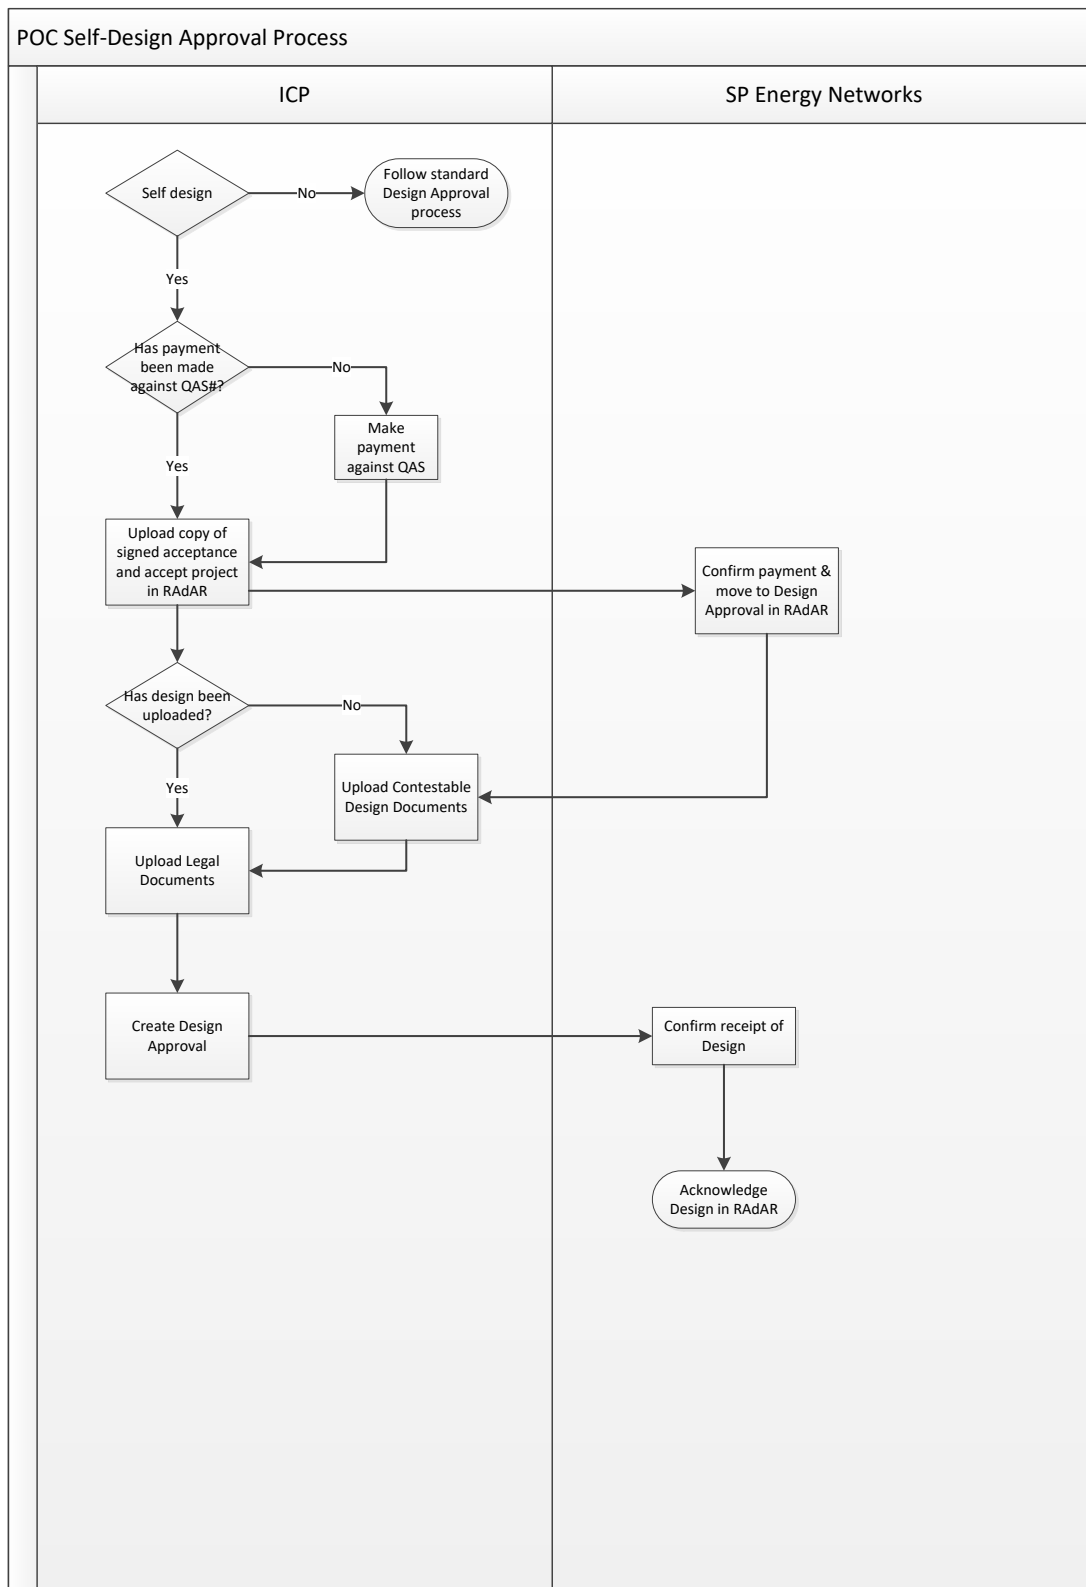 POC Self-Design Approval Process
ICP
SP Energy Networks
Self design
No
Follow standard
Design Approval
process
Yes
Has payment
been made
against QAS#?
No
Make
payment
against QAS
Yes
Upload copy of
signed acceptance
and accept project
in RAdAR
Confirm payment &
move to Design
Approval in RAdAR
Has design been
uploaded?
No
Upload Contestable
Design Documents
Yes
Upload Legal
Documents
Create Design
Approval
Confirm receipt of
Design
Acknowledge
Design in RAdAR